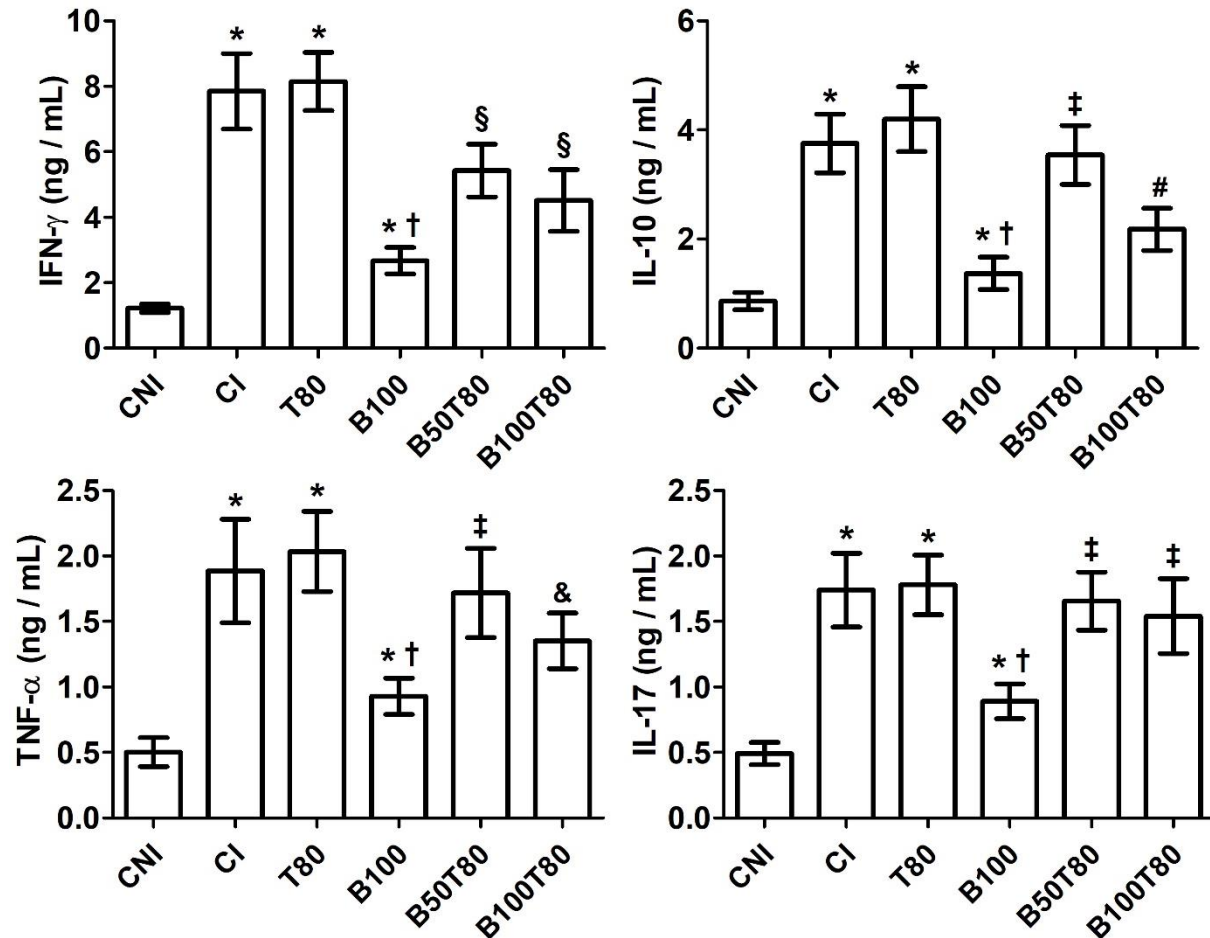 IFN-γ (ng / mL)
10
8
6
4
2
0
* * * † § §
CNI CI T80 B100 B50T80 B100T80
IL-10 (ng / mL)
6
4
2
0
* * * † ‡ #
CNI CI T80 B100 B50T80 B100T80
TNF-α (ng / mL)
2.5
2.0
1.5
1.0
0.5
0.0
* * * † ‡ &
CNI CI T80 B100 B50T80 B100T80
IL-17 (ng / mL)
2.5
2.0
1.5
1.0
0.5
0.0
* * * † ‡ ‡
CNI CI T80 B100 B50T80 B100T80